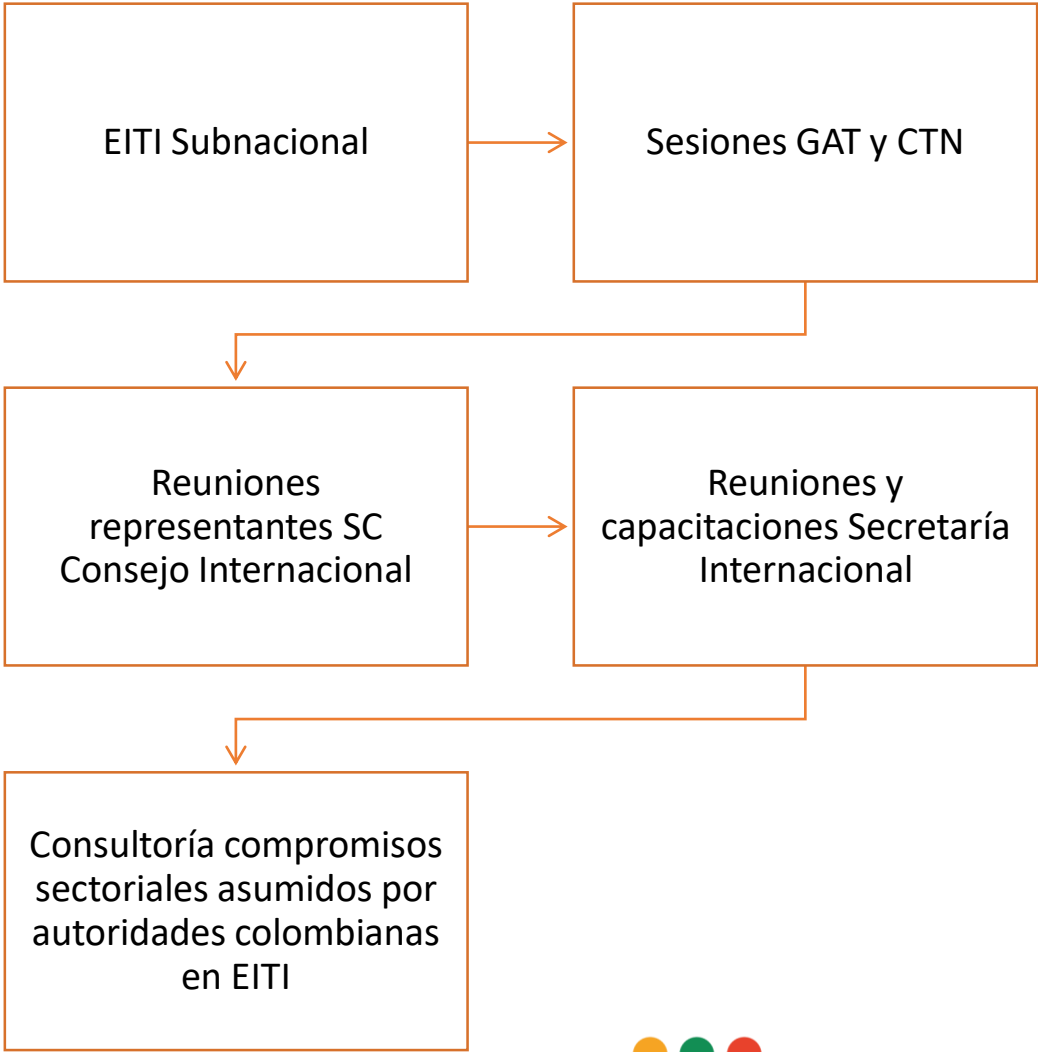 EITI Subnacional
Sesiones GAT y CTN
Reuniones
representantes SC
Consejo Internacional
Reuniones y
capacitaciones Secretaría
Internacional
Consultoría compromisos
sectoriales asumidos por
autoridades colombianas
en EITI